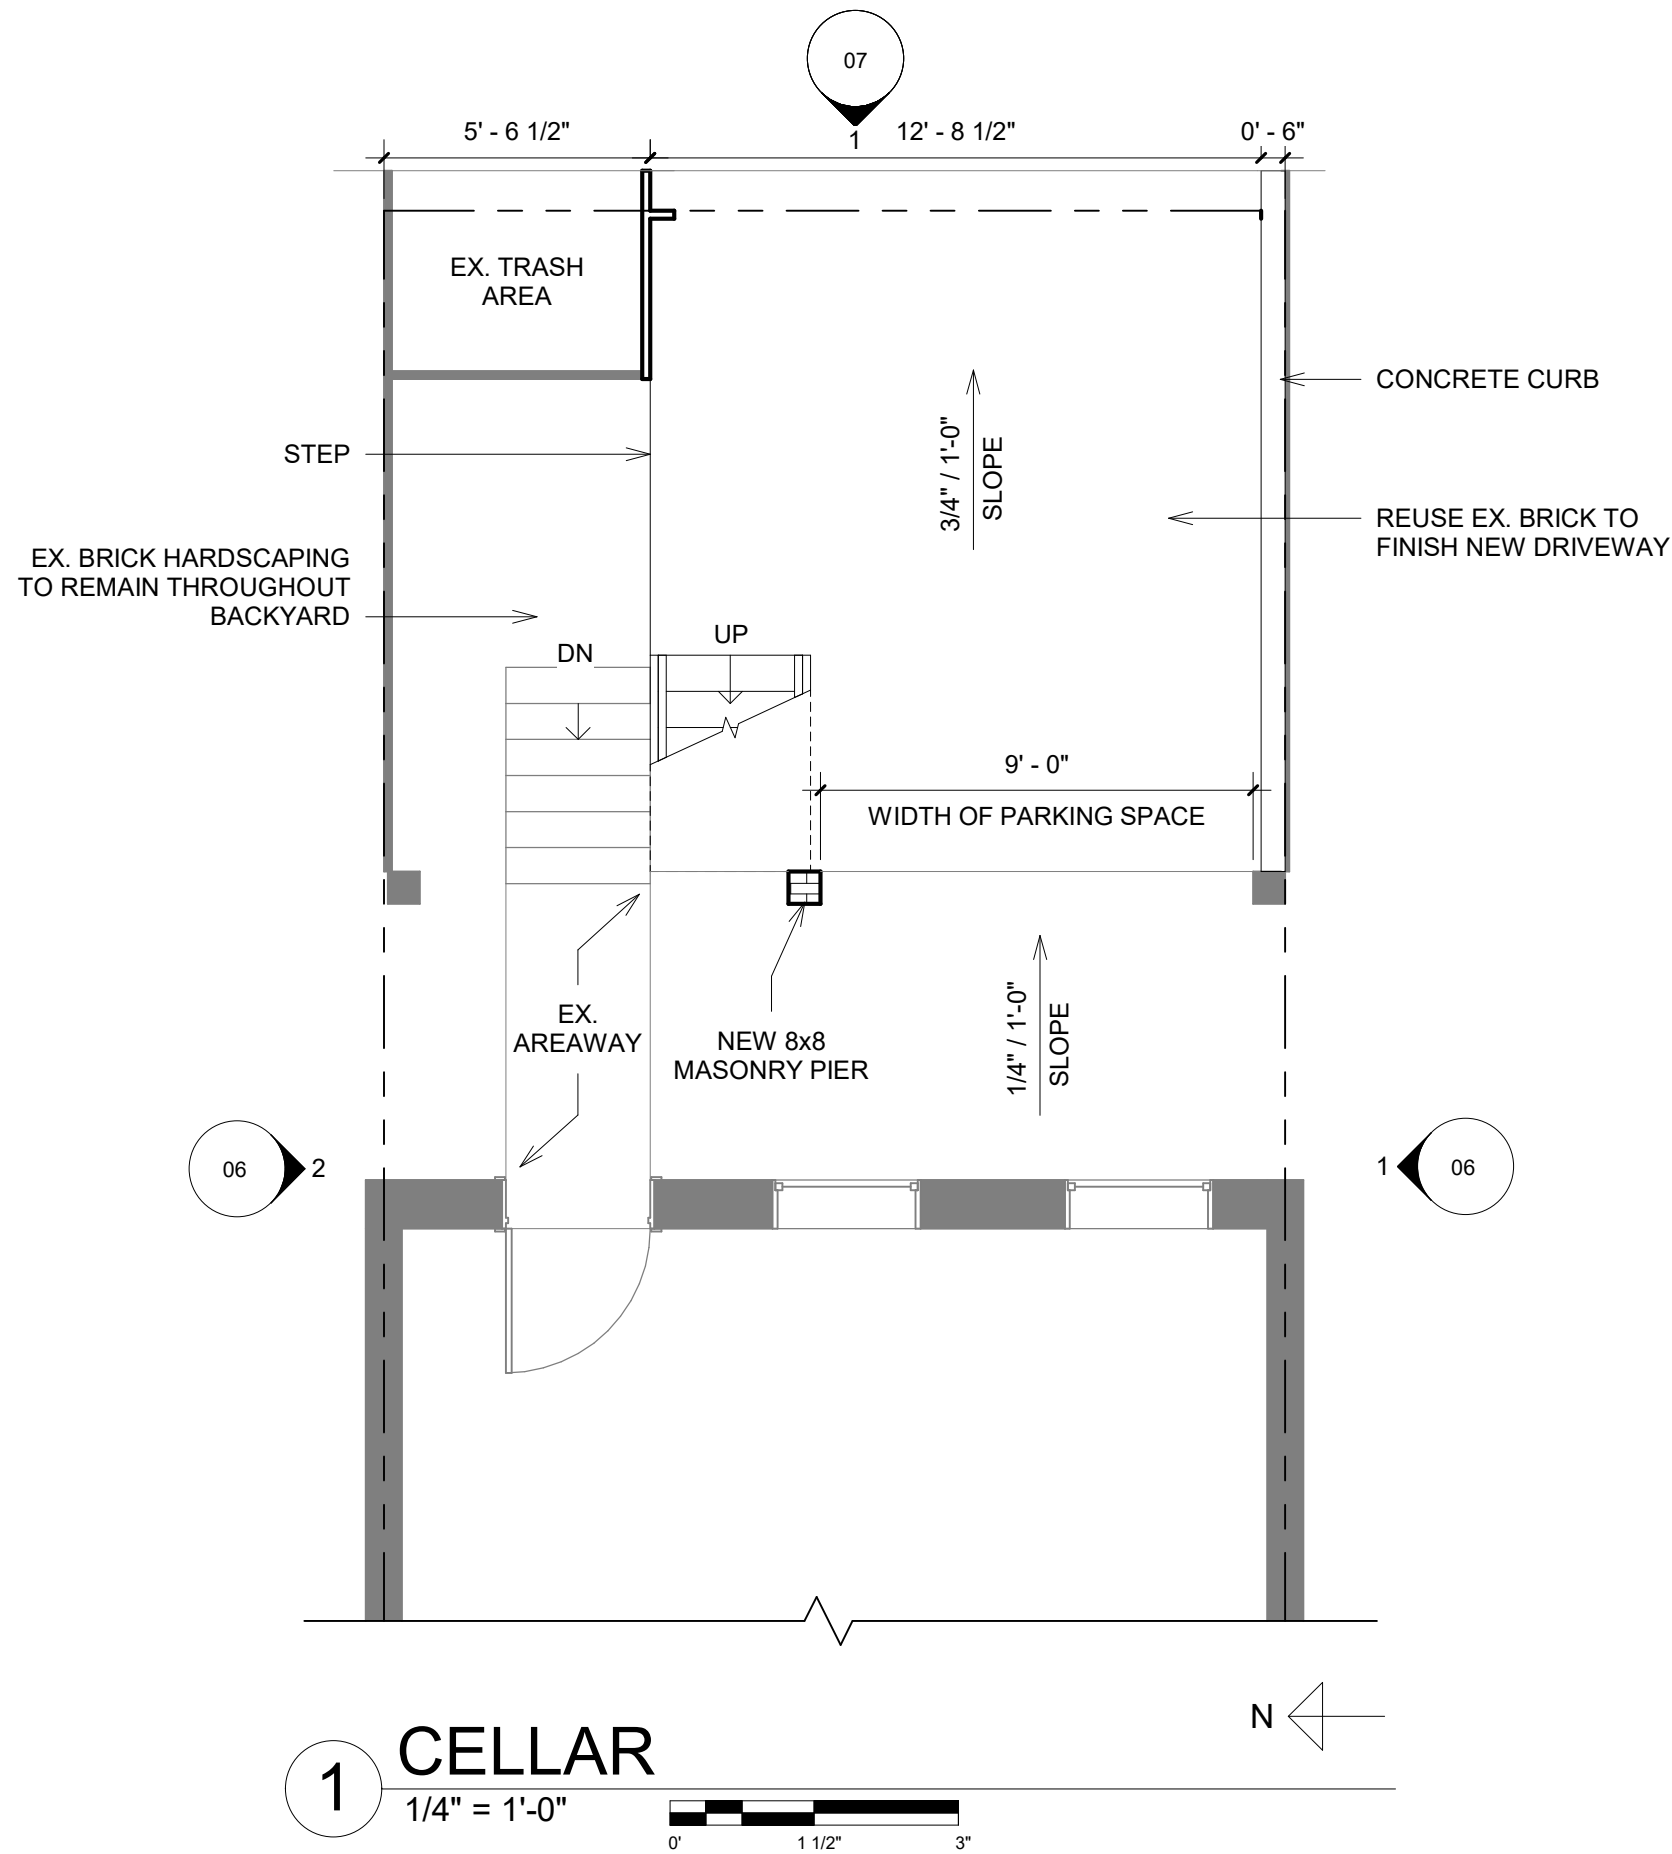 07
5' - 6 1/2"
1
12' - 8 1/2"
0' - 6"
EX. TRASH
AREA
CONCRETE CURB
STEP
3/4" / 1'-0"
SLOPE
REUSE EX. BRICK TO
FINISH NEW DRIVEWAY
EX. BRICK HARDSCAPING
TO REMAIN THROUGHOUT
BACKYARD
DN
UP
9' - 0"
WIDTH OF PARKING SPACE
EX.
AREAWAY
NEW 8x8
MASONRY PIER
1/4" / 1'-0"
SLOPE
06
2
1
06
N
1
CELLAR
1/4" = 1'-0"
0'
1 1/2"
3"